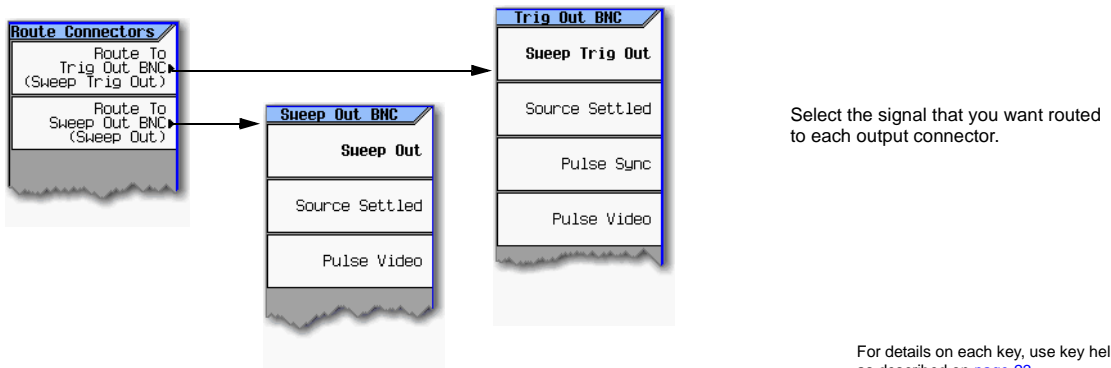 Route Connectors
Route To
Trig Out BNC
(Sweep Trig Out)
Route To
Sweep Out BNC
(Sweep Out)
Sweep Out BNC
Sweep Out
Source Settled
Pulse Video
Trig Out BNC
Sweep Trig Out
Source Settled
Pulse Sync
Pulse Video
Select the signal that you want routed
to each output connector.
For details on each key, use key hel
as described on page